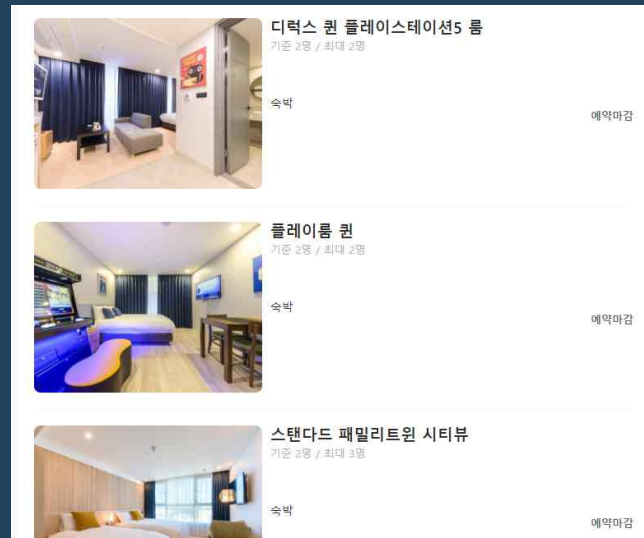 디럭스 퀸 플레이스테이션5 룸
기준 2명 / 최대 2명
숙박
예약마감
플레이룸 퀸
기준 2명 / 최대 2명
숙박
예약마감
스탠다드 패밀리트윈 시티뷰
기준 2명 / 최대 3명
숙박
예약마감